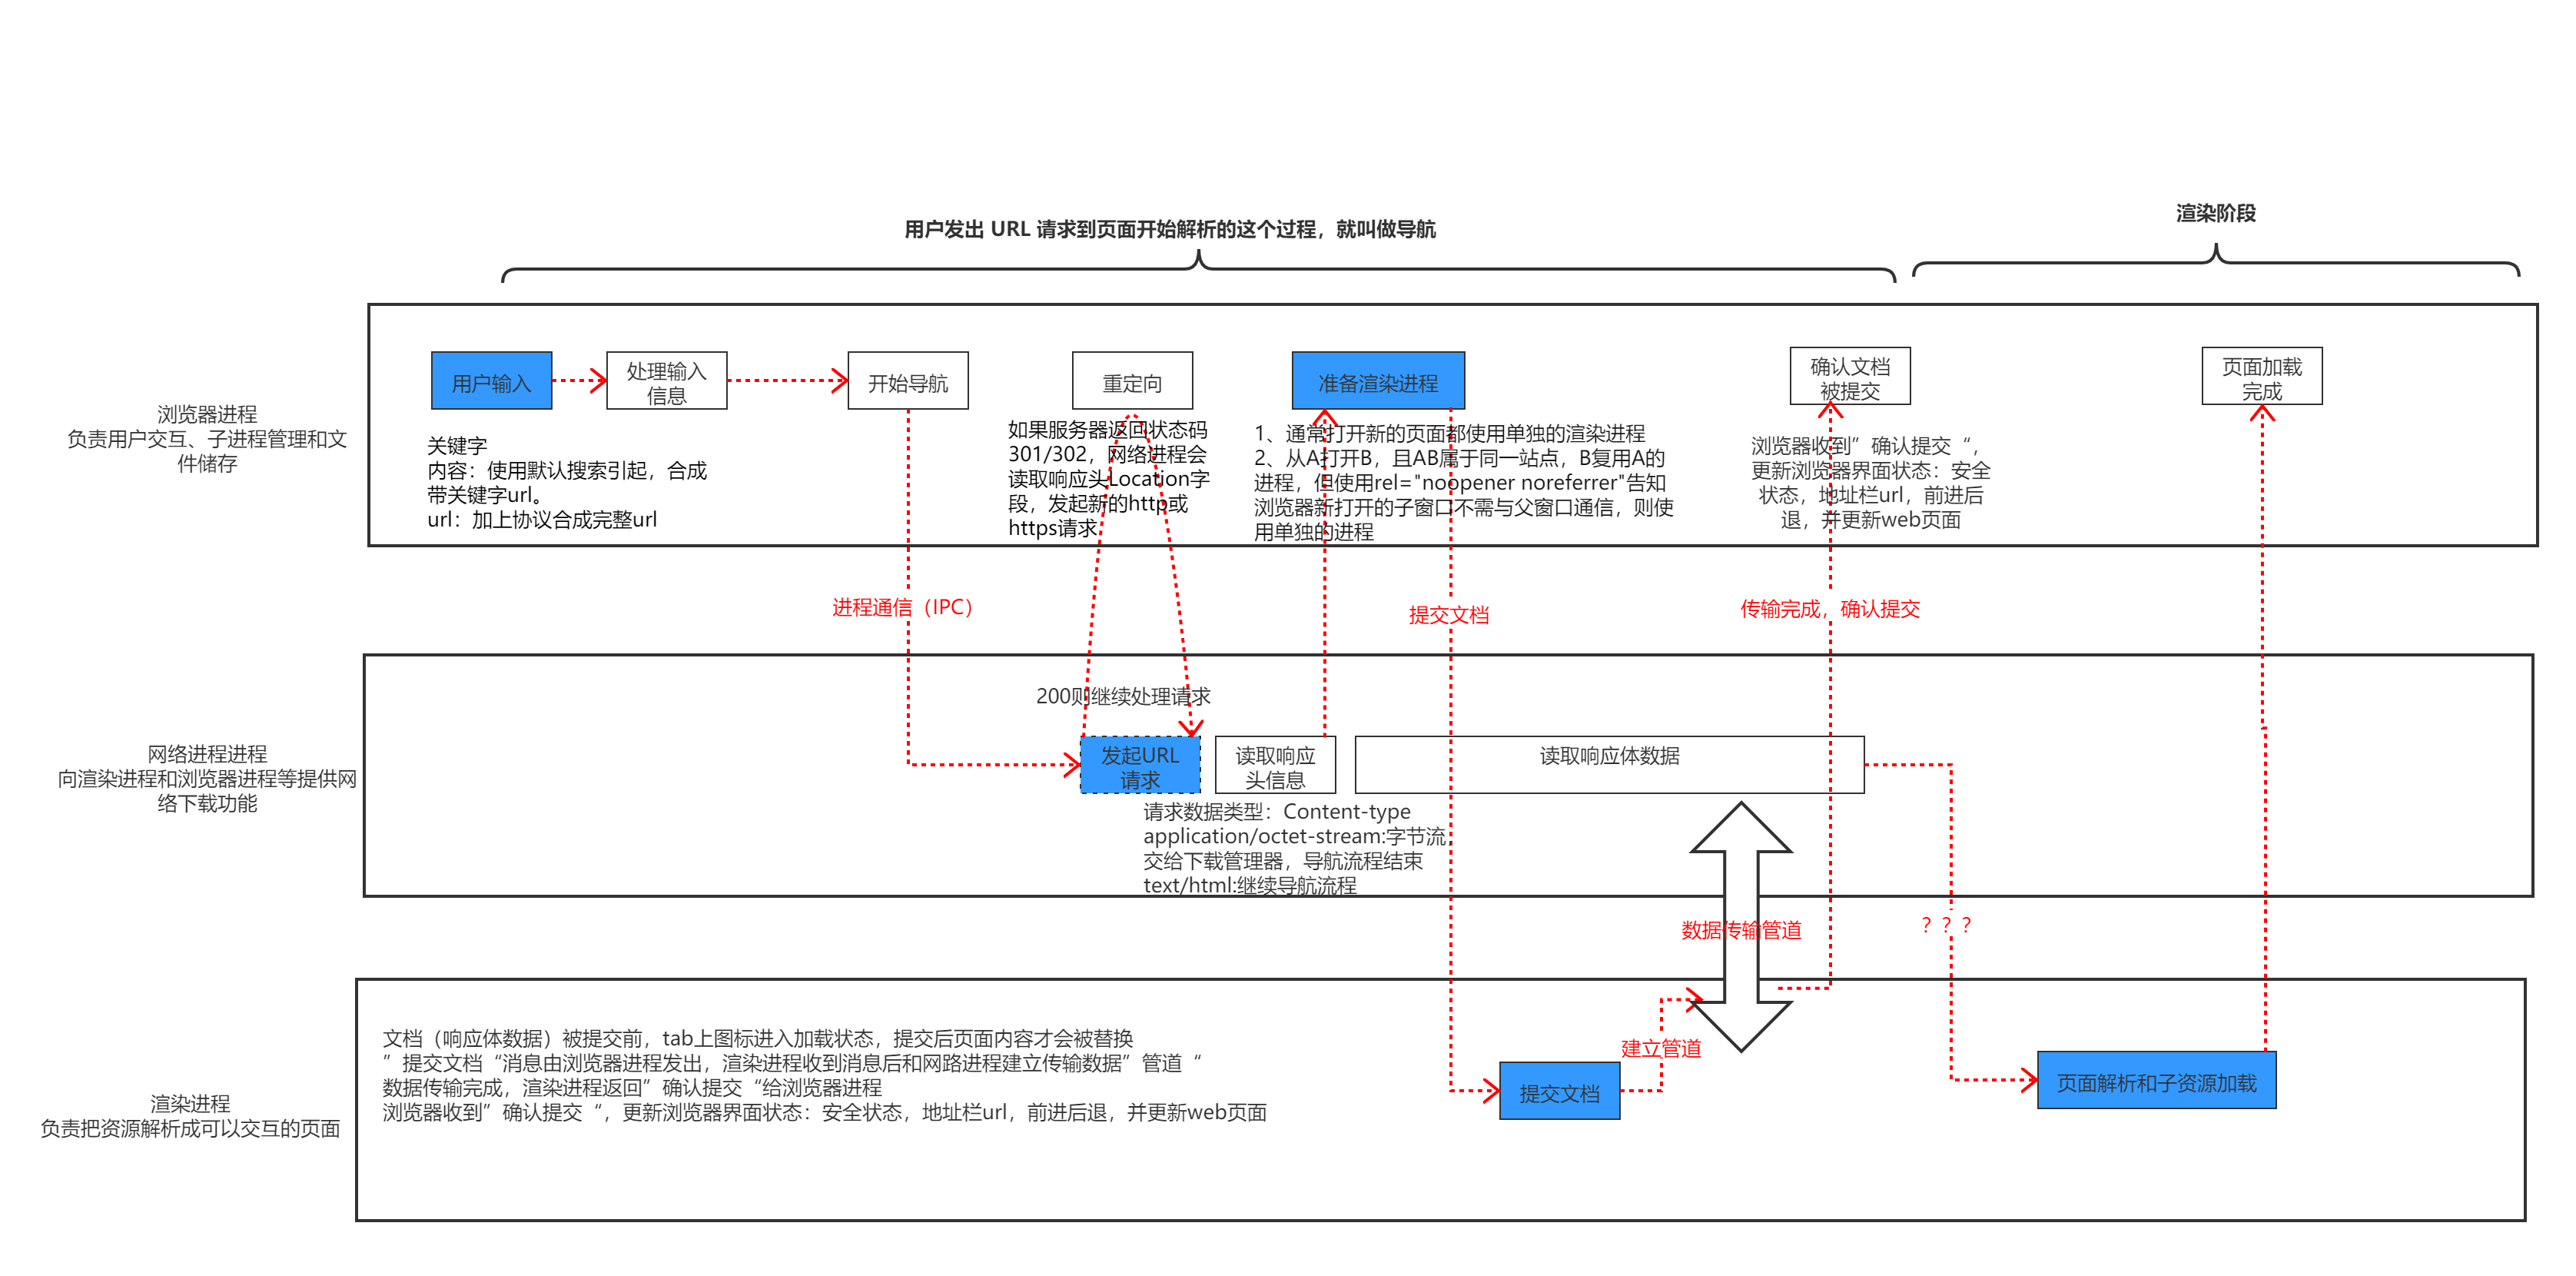 用户发出 URL 请求到页面开始解析的这个过程，就叫做导航
渲染阶段
浏览器进程
负责用户交互、子进程管理和文
件储存
用户输入
处理输入
信息
开始导航
重定向
准备渲染进程
确认文档
被提交
页面加载
完成
关键字
内容：使用默认搜索引起，合成
带关键字url。
url：加上协议合成完整url
如果服务器返回状态码
301/302，网络进程会
读取响应头Location字
段，发起新的http或
https请求
1、通常打开新的页面都使用单独的渲染进程
2、从A打开B，且AB属于同一站点，B复用A的
进程，但使用rel="noopener noreferrer"告知
浏览器新打开的子窗口不需与父窗口通信，则使
用单独的进程
浏览器收到”确认提交“，
更新浏览器界面状态：安全
状态，地址栏url，前进后
退，并更新web页面
进程通信（IPC）
提交文档
传输完成，确认提交
网络进程进程
向渲染进程和浏览器进程等提供网
络下载功能
200则继续处理请求
发起URL
请求
读取响应
头信息
读取响应体数据
请求数据类型：Content-type
application/octet-stream:字节流，
交给下载管理器，导航流程结束
text/html:继续导航流程
数据传输管道
？？？
渲染进程
负责把资源解析成可以交互的页面
文档（响应体数据）被提交前，tab上图标进入加载状态，提交后页面内容才会被替换
”提交文档“消息由浏览器进程发出，渲染进程收到消息后和网路进程建立传输数据”管道“
数据传输完成，渲染进程返回”确认提交“给浏览器进程
浏览器收到”确认提交“，更新浏览器界面状态：安全状态，地址栏url，前进后退，并更新web页面
建立管道
提交文档
页面解析和子资源加载